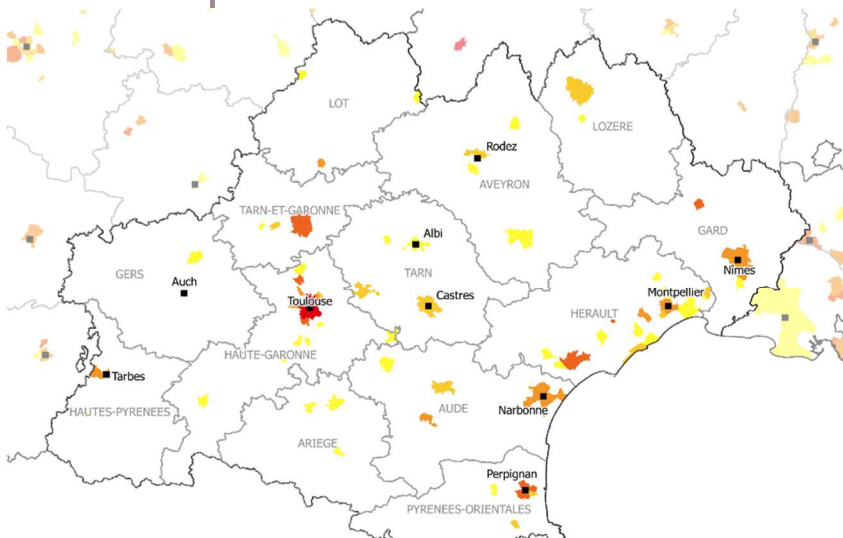 LOT
LOZERE
Rodez
AVEYRON
TARN-ET-GARONNE
GARD
Albi
GERS
TARN
Nîmes
Auch
Toulouse
Castres
Montpellier
HERAULT
HAUTE-GARONNE
Tarbes
HAUTES-PYRENEES
AUDE
Narbonne
ARIEGE
Perpignan
PYRENEES-ORIENTALES